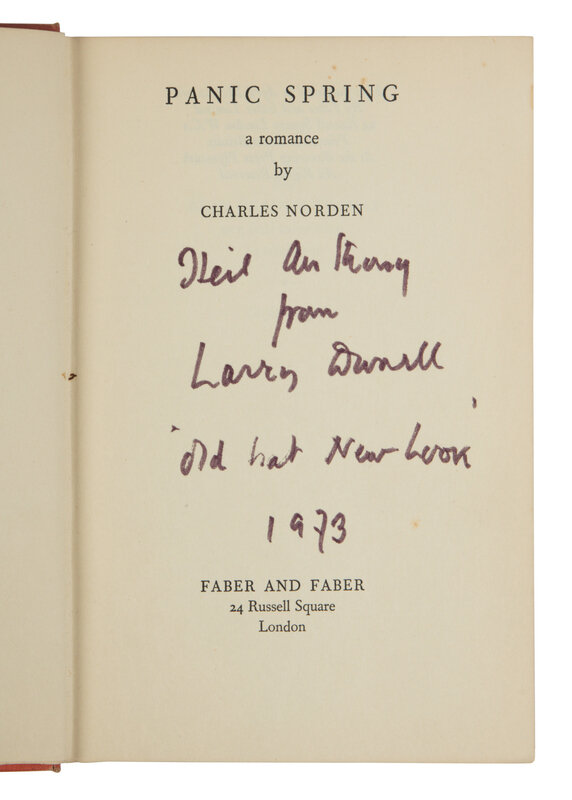 PANIC SPRING
a romance
by
CHARLES NORDEN
Anthony
from
Larry Durrell
'Old hat New Look'
1973
FABER AND FABER
24 Russell Square
London